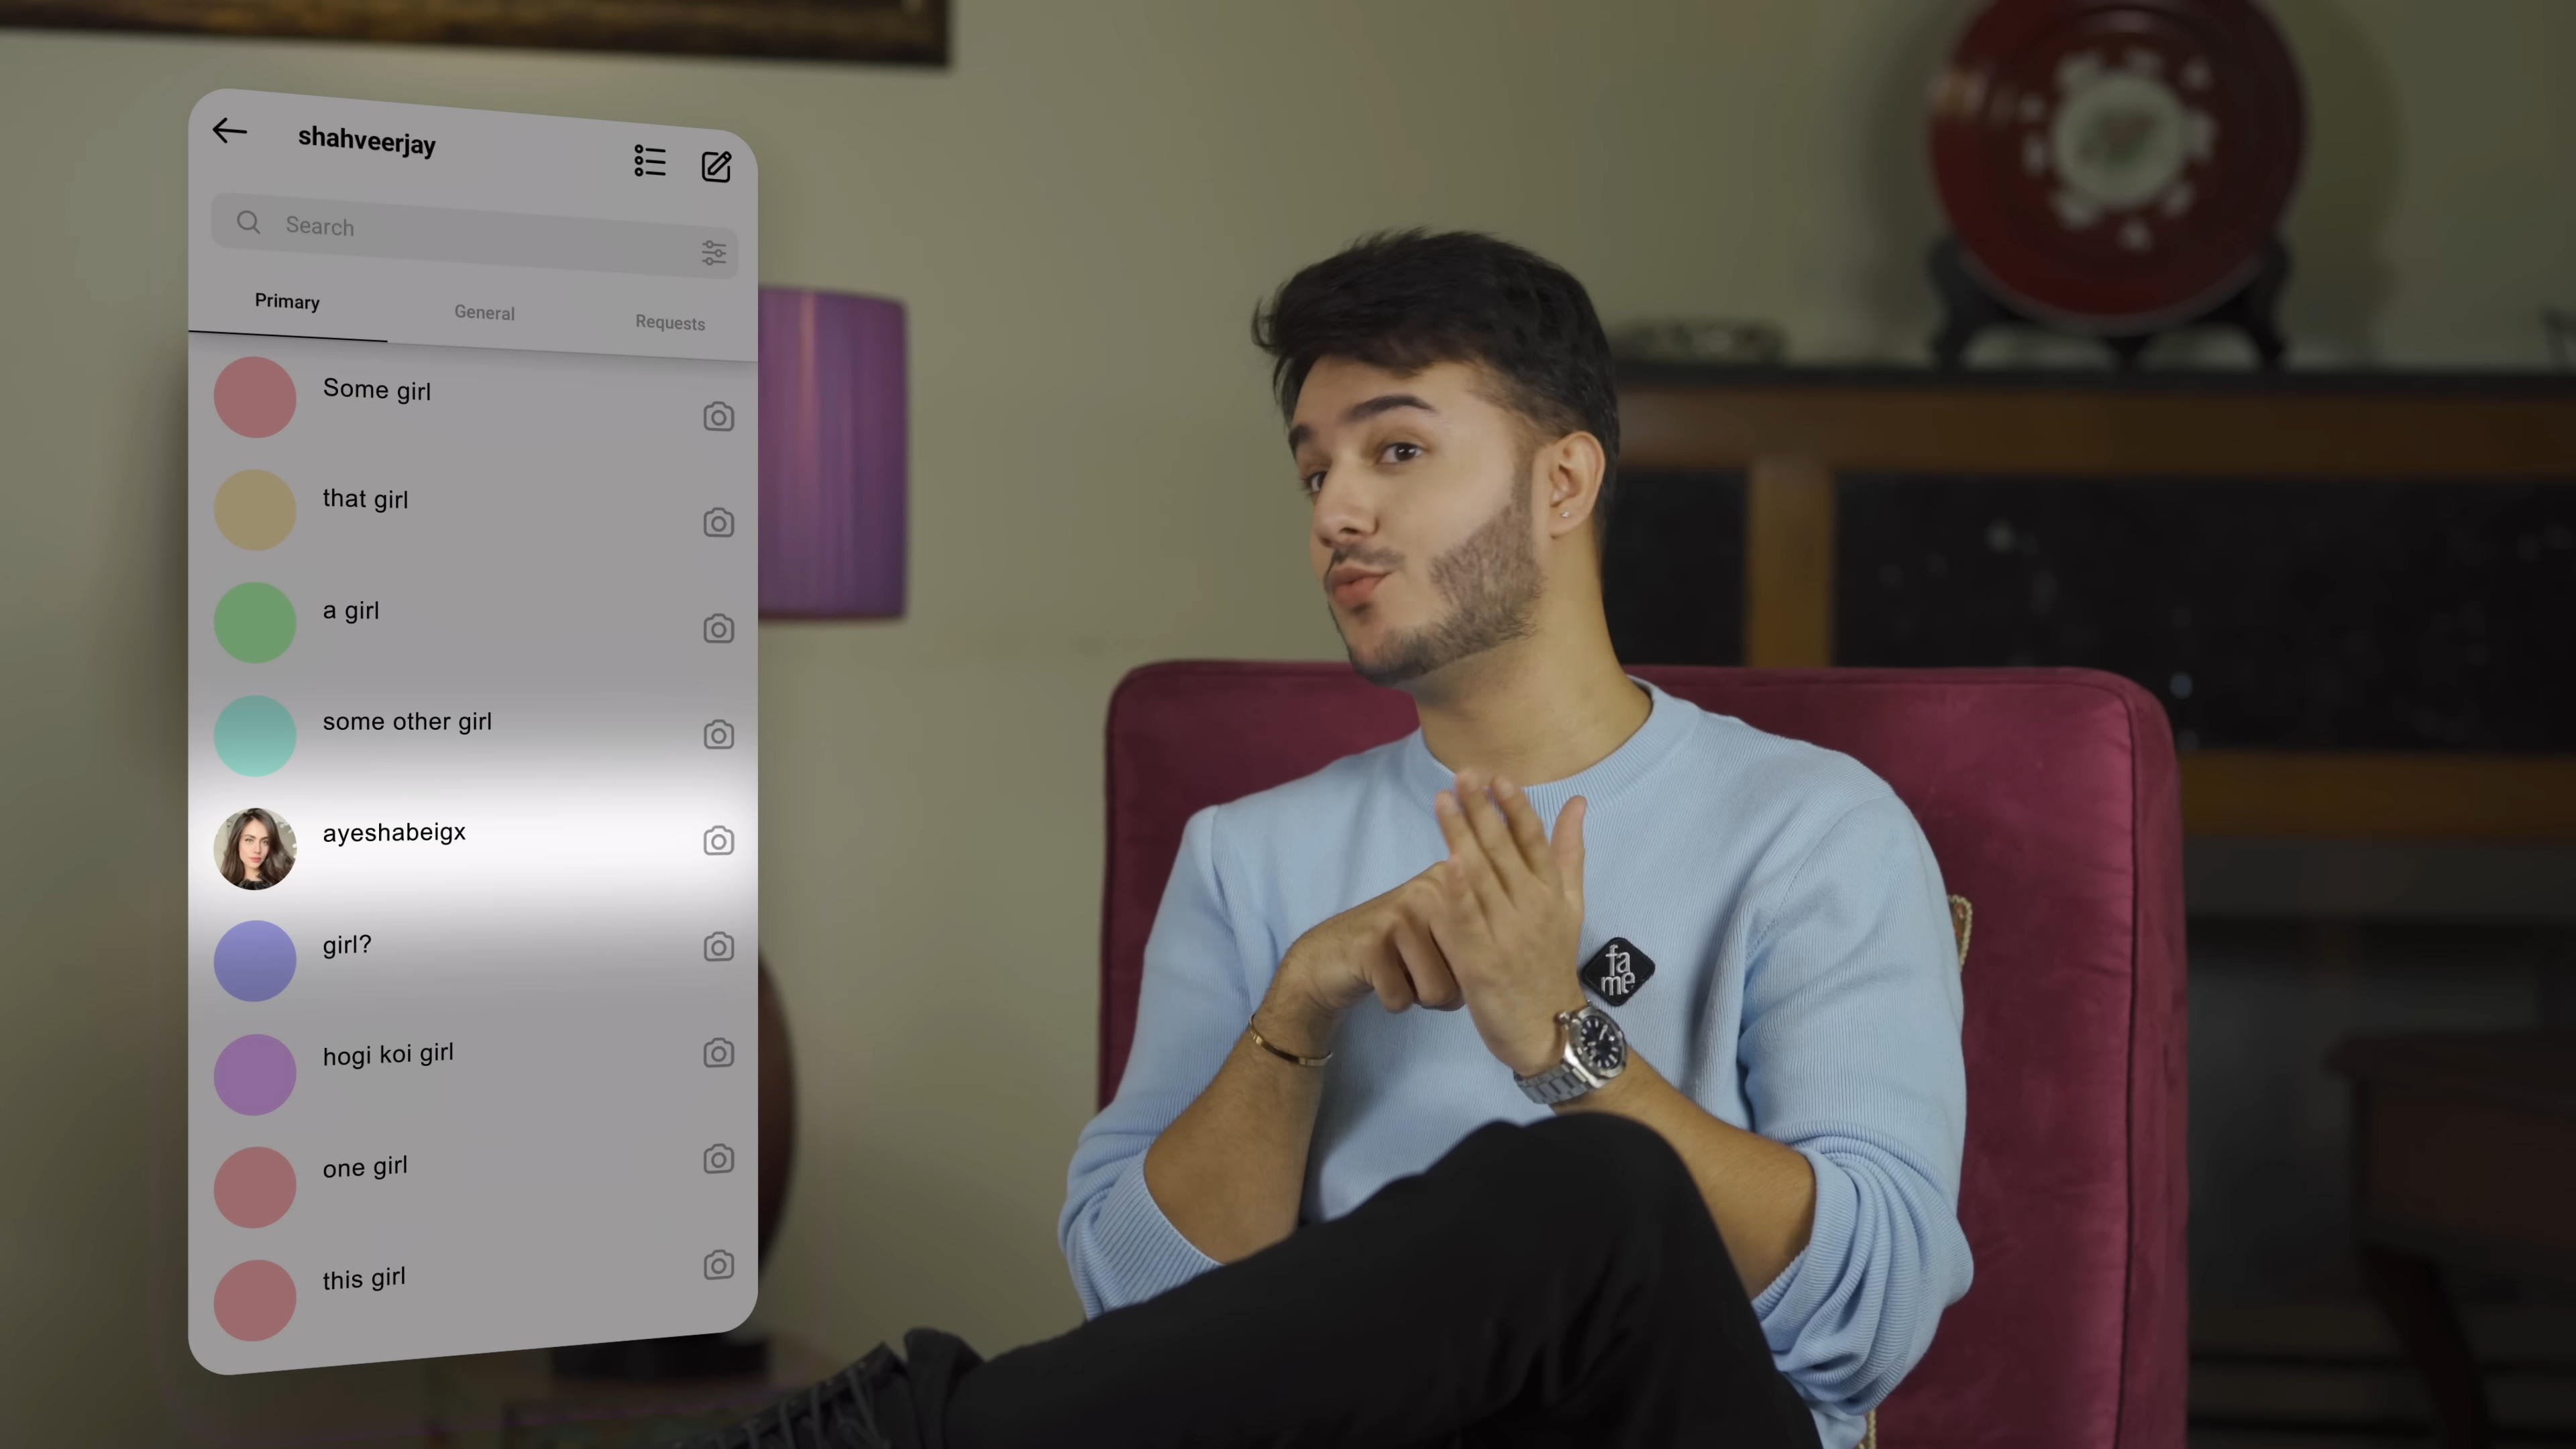 shahveerjay
Search
Primary
General
Requests
Some girl
that girl
a girl
some other girl
ayeshabeigx
girl?
hogi koi girl
one girl
this girl
fa
me